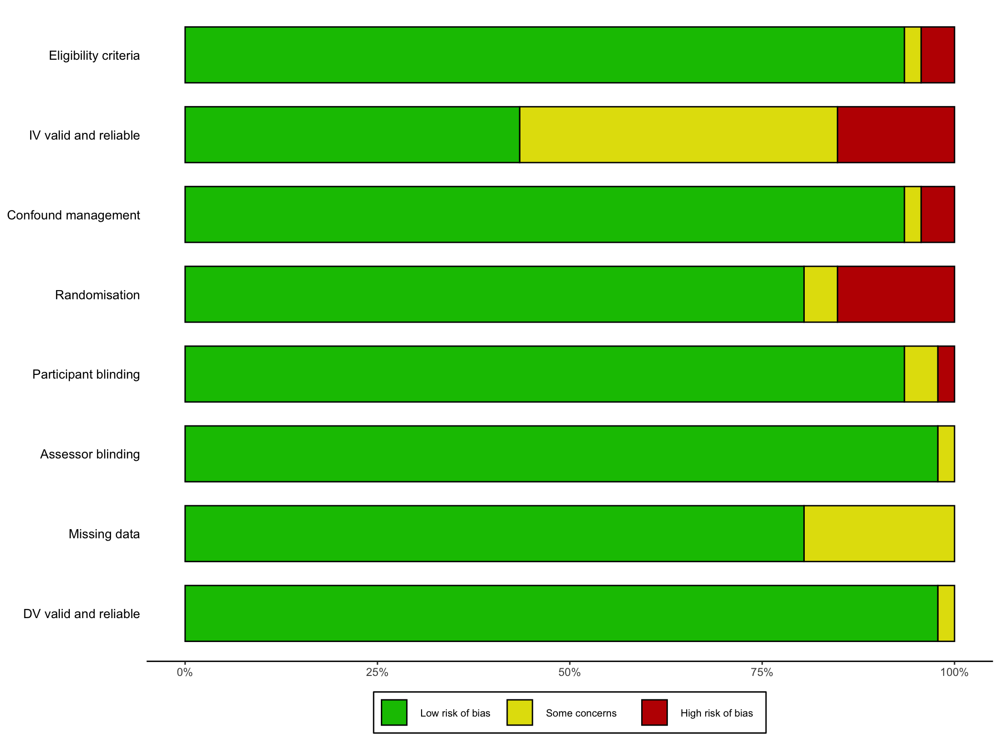 Eligibility criteria
IV valid and reliable
Confound management
Randomisation
Participant blinding
Assessor blinding
Missing data
DV valid and reliable
0% 25% 50% 75% 100%
Low risk of bias Some concerns High risk of bias